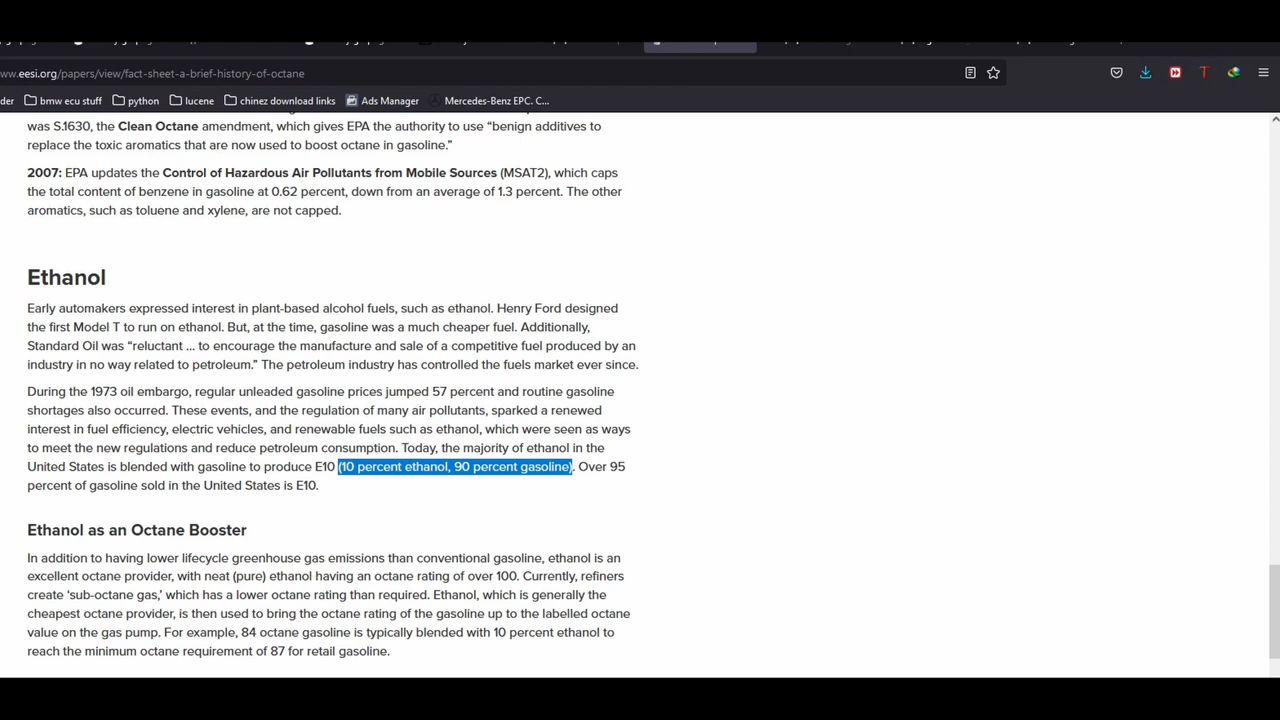 ww.eesi.org/papers/view/fact-sheet-a-brief-history-of-octane
der bmw ecu stuff python lucene chinez download links Ads Manager Mercedes-Benz EPC. C...
was S.1630, the Clean Octane amendment, which gives EPA the authority to use “benign additives to
replace the toxic aromatics that are now used to boost octane in gasoline.”
2007: EPA updates the Control of Hazardous Air Pollutants from Mobile Sources (MSAT2), which caps
the total content of benzene in gasoline at 0.62 percent, down from an average of 1.3 percent. The other
aromatics, such as toluene and xylene, are not capped.
Ethanol
Early automakers expressed interest in plant-based alcohol fuels, such as ethanol. Henry Ford designed
the first Model T to run on ethanol. But, at the time, gasoline was a much cheaper fuel. Additionally,
Standard Oil was “reluctant ... to encourage the manufacture and sale of a competitive fuel produced by an
industry in no way related to petroleum.” The petroleum industry has controlled the fuels market ever since.
During the 1973 oil embargo, regular unleaded gasoline prices jumped 57 percent and routine gasoline
shortages also occurred. These events, and the regulation of many air pollutants, sparked a renewed
interest in fuel efficiency, electric vehicles, and renewable fuels such as ethanol, which were seen as ways
to meet the new regulations and reduce petroleum consumption. Today, the majority of ethanol in the
United States is blended with gasoline to produce E10 (10 percent ethanol, 90 percent gasoline). Over 95
percent of gasoline sold in the United States is E10.
Ethanol as an Octane Booster
In addition to having lower lifecycle greenhouse gas emissions than conventional gasoline, ethanol is an
excellent octane provider, with neat (pure) ethanol having an octane rating of over 100. Currently, refiners
create ‘sub-octane gas,’ which has a lower octane rating than required. Ethanol, which is generally the
cheapest octane provider, is then used to bring the octane rating of the gasoline up to the labelled octane
value on the gas pump. For example, 84 octane gasoline is typically blended with 10 percent ethanol to
reach the minimum octane requirement of 87 for retail gasoline.